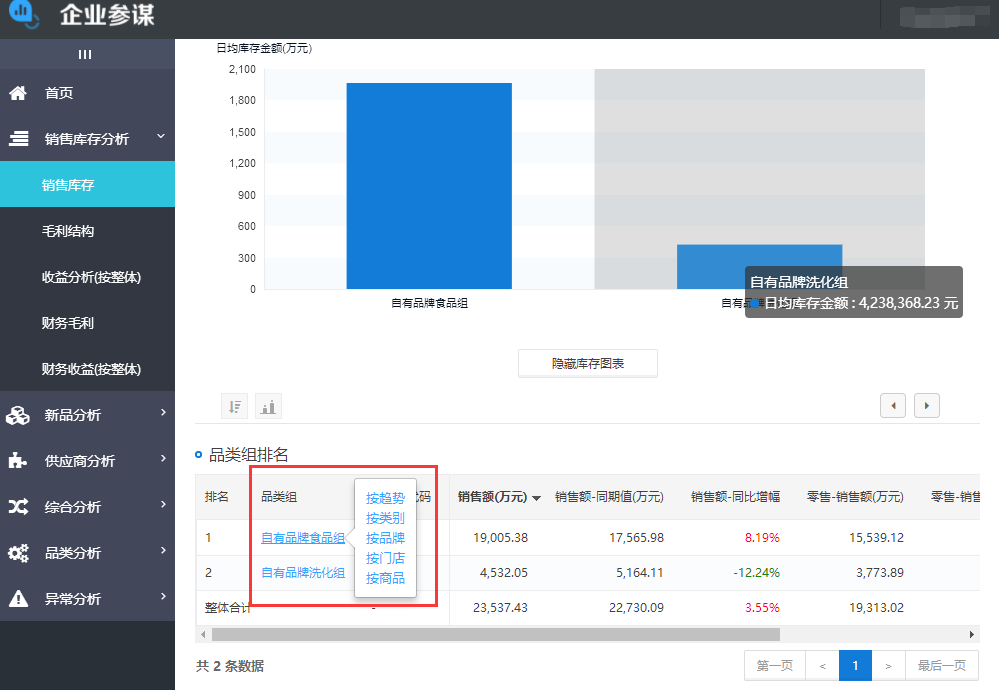 企业参谋
首页
销售库存分析
销售库存
毛利结构
收益分析(按整体)
财务毛利
财务收益(按整体)
新品分析
供应商分析
综合分析
品类分析
异常分析
日均库存金额(万元)
2,100
1,800
1,500
1,200
900
600
300
0
自有品牌食品组
自有品
自有品牌洗化组
日均库存金额 : 4,238,368.23 元
隐藏库存图表
品类组排名
排名 品类组 代码 销售额(万元) 销售额-同期值(万元) 销售额-同比增幅 零售-销售额(万元) 零售-销售
1 自有品牌食品组 19,005.38 17,565.98 8.19% 15,539.12
2 自有品牌洗化组 4,532.05 5,164.11 -12.24% 3,773.89
整体合计 - 23,537.43 22,730.09 3.55% 19,313.02
按趋势
按类别
按品牌
按门店
按商品
共 2 条数据
第一页 < 1 > 最后一页